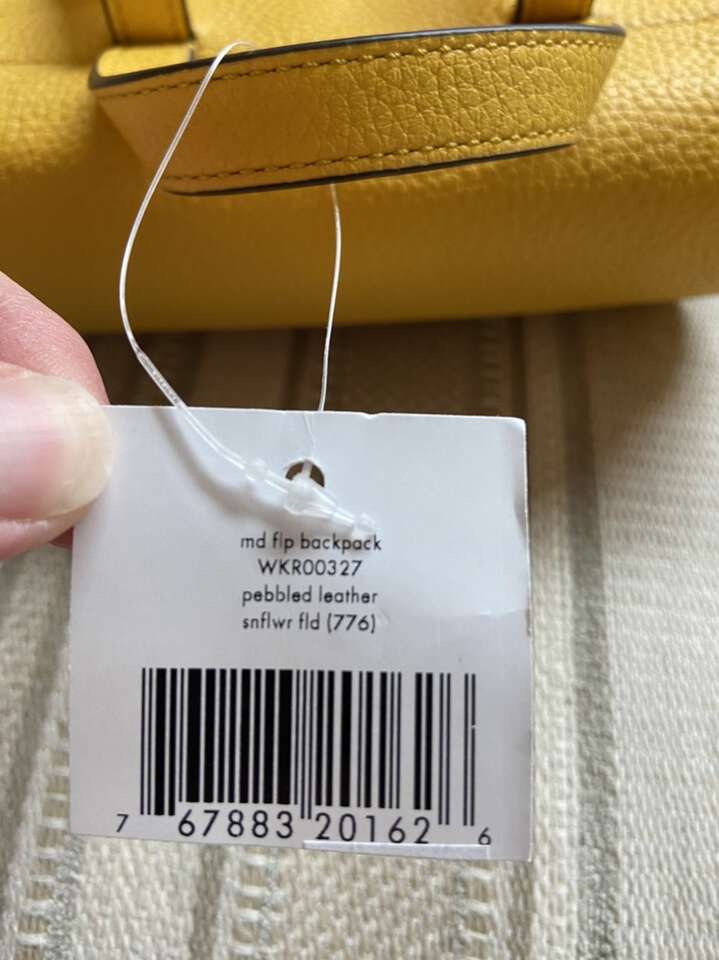 md flp backpack
WKR00327
pebbled leather
snflwr fld (776)
7 67883 20162 6